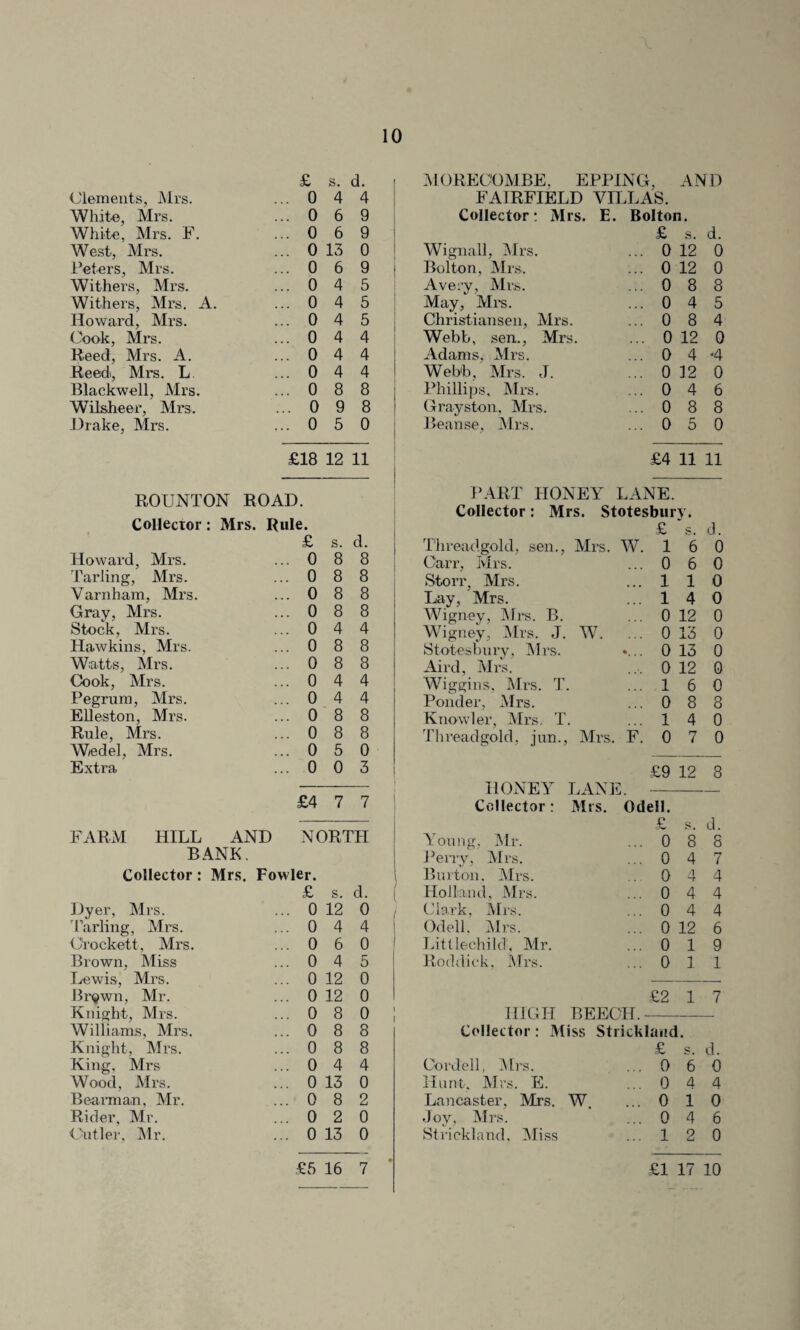 10
£ s. d.
Clements, Mrs. ... 0 4 4
White, Mrs. ... 0 6 9
White, Mrs. F. ... 0 6 9
West, Mrs. ... 0 13 0
Peters, Mrs. ... 0 6 9
Withers, Mrs. ... 0 4 5
Withers, Mrs. A. ... 0 4 5
Howard, Mrs. ... 0 4 5
Cook, Mrs. ... 0 4 4
Reed, Mrs. A. ... 0 4 4
Reed, Mrs. L. ... 0 4 4
Blackwell, Mrs. ... 0 8 8
Wilsheer, Mrs. ... 0 9 8
Drake, Mrs. ... 0 5 0
£18 12 11
ROUNTON ROAD.
Collector: Mrs. Rule.
£ s. d.
Howard, Mrs. ... 0 8 8
Tarling, Mrs. ... 0 8 8
Varnham, Mrs. ... 0 8 8
Gray, Mrs. ... 0 8 8
Stock, Mrs. ... 0 4 4
Hawkins, Mrs. ... 0 8 8
Watts, Mrs. ... 0 8 8
Cook, Mrs. ... 0 4 4
Pegrum, Mrs. ... 0 4 4
Elleston, Mrs. ... 0 8 8
Rule, Mrs. ... 0 8 8
Wedel, Mrs. ... 0 5 0
Extra ... 0 0 3
£4 7 7
FARM HILL AND NORTH
BANK.
Collector: Mrs. Fowler.
£ s. d.
Dyer, Mrs. ... 0 12 0
Tarling, Mrs. ... 0 4 4
Crockett, Mrs. ... 0 6 0
Brown, Miss ... 0 4 5
Lewis, Mrs. ... 0 12 0
Brown, Mr. ... 0 12 0
Knight, Mrs. ... 0 8 0
Williams, Mrs. ... 0 8 8
Knight, Mrs. ... 0 8 8
King, Mrs ... 0 4 4
Wood, Mrs. ... 0 13 0
Bearman, Mr. ... 0 8 2
Rider, Mr. ... 0 2 0
Cutler, Mr. ... 0 13 0
£5 16 7
MORECOMBE, EPPING, AND
FAIRFIELD VILLAS.
Collector: Mrs. E. Bolton.
£ s. d.
Wignall, Mrs. ... 0 12 0
Bolton, Mrs. ... 0 12 0
Avery, Mrs. ... 0 8 8
May, Mrs. ... 0 4 5
Christiansen, Mrs. ... 0 8 4
Webb, sen., Mrs. ... 0 12 0
Adams, Mrs. ... 0 4 4
Webb, Mrs. J. ... 0 12 0
Phillips, Mrs. ... 0 4 6
Grayston, Mrs. ... 0 8 8
Beanse, Mrs. ... 0 5 0
£4 11 11
PART HONEY LANE.
Collector: Mrs. Stotesbury.
£ s. d.
Threadgold, sen., Mrs. W. 1 6 0
Carr, Mrs. ... 0 6 0
Storr, Mrs. ... 1 1 0
Lay, Mrs. ... 1 4 0
Wigney, Mrs. B. ... 0 12 0
Wigney, Mrs. J. W. ... 0 13 0
Stotesbury, Mrs. ... 0 13 0
Aird, Mrs. ... 0 12 0
Wiggins, Mrs. T. ... 1 6 0
Ponder, Mrs. ... 0 8 8
Knowler, Mrs. T. ... 1 4 0
Threadgold, jun., Mrs. F. 0 7 0
£9 12 8
HONEY LANE.
Collector: Mrs. Odell.
£ s. d.
Young, Mr. ... 0 8 8
Perry, Mrs. ... 0 4 7
Burton, Mrs. ... 0 4 4
Holland, Mrs. ... 0 4 4
Clark, Mrs. ... 0 4 4
Odell, Mrs. ... 0 12 6
Littlechild, Mr. ... 0 1 9
Roddick, Mrs. ... 0 1 1
£2 1 7
HIGH BEECH.
Collector: Miss Strickland.
£ s. d.
Cordell, Mrs. ... 0 6 0
Hunt, Mrs. E. ... 0 4 4
Lancaster, Mrs. W. ... 0 1 0
Joy, Mrs. ... 0 4 6
Strickland, Miss ... 1 2 0
£1 17 10